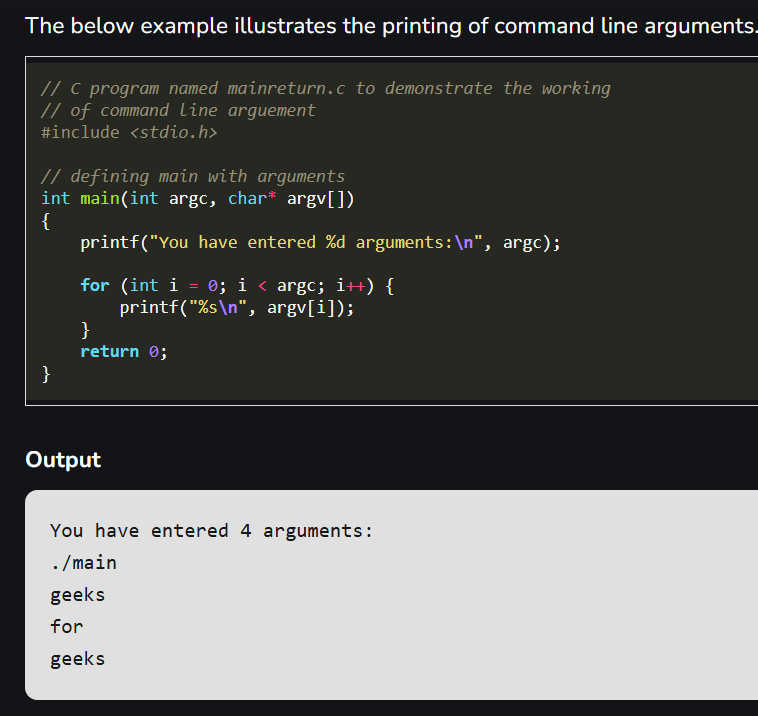 The below example illustrates the printing of command line arguments.
// C program named mainreturn.c to demonstrate the working
// of command line arguement
#include <stdio.h>
// defining main with arguments
int main(int argc, char* argv[])
{
    printf("You have entered %d arguments:\n", argc);
    for (int i = 0; i < argc; i++) {
        printf("%s\n", argv[i]);
    }
    return 0;
}
Output
You have entered 4 arguments:
./main
geeks
for
geeks